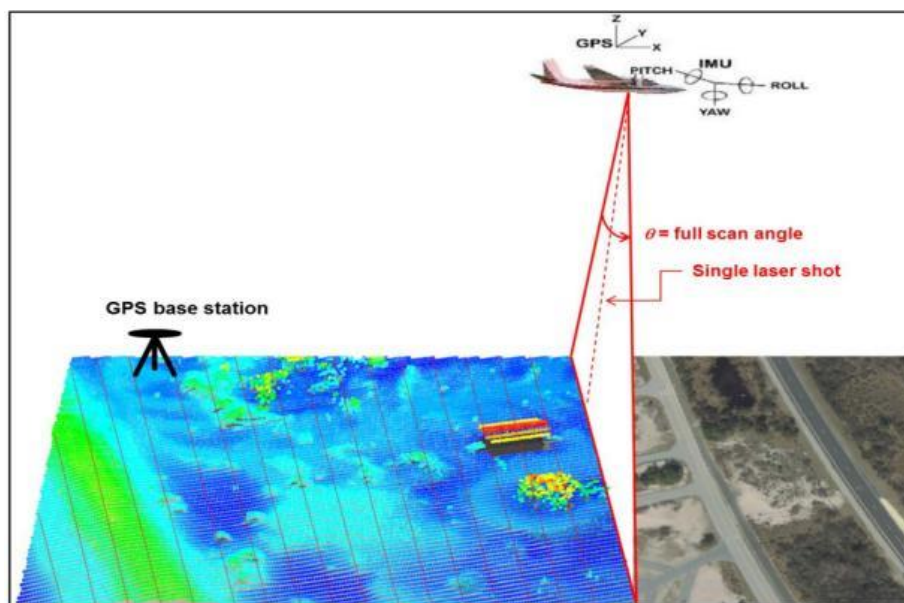 Z
Y
GPS
X
IMU
PITCH
ROLL
YAW
θ = full scan angle
Single laser shot
GPS base station